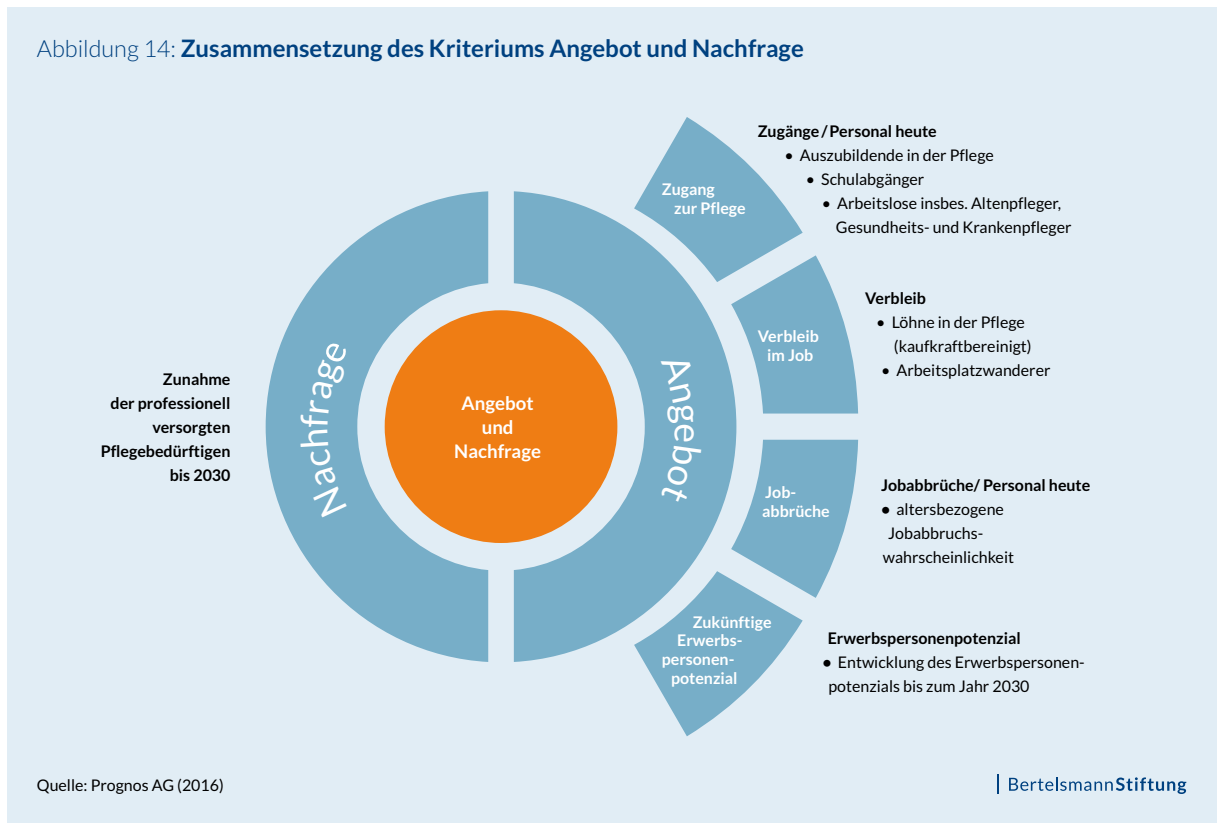 Abbildung 14: Zusammensetzung des Kriteriums Angebot und Nachfrage
Zunahme
der professionell
versorgten
Pflegebedürftigen
bis 2030
Nachfrage
Angebot
und
Nachfrage
Angebot
Zugang
zur Pflege
Zugänge / Personal heute
• Auszubildende in der Pflege
• Schulabgänger
• Arbeitslose insbes. Altenpfleger,
Gesundheits- und Krankenpfleger
Verbleib
im Job
Verbleib
• Löhne in der Pflege
(kaufkraftbereinigt)
• Arbeitsplatzwanderer
Job-
abbrüche
Jobabbrüche/ Personal heute
• altersbezogene
Jobabbruchs-
wahrscheinlichkeit
Zukünftige
Erwerbs-
personen-
potenzial
Erwerbspersonenpotenzial
• Entwicklung des Erwerbspersonen-
potenzials bis zum Jahr 2030
Quelle: Prognos AG (2016)
| BertelsmannStiftung